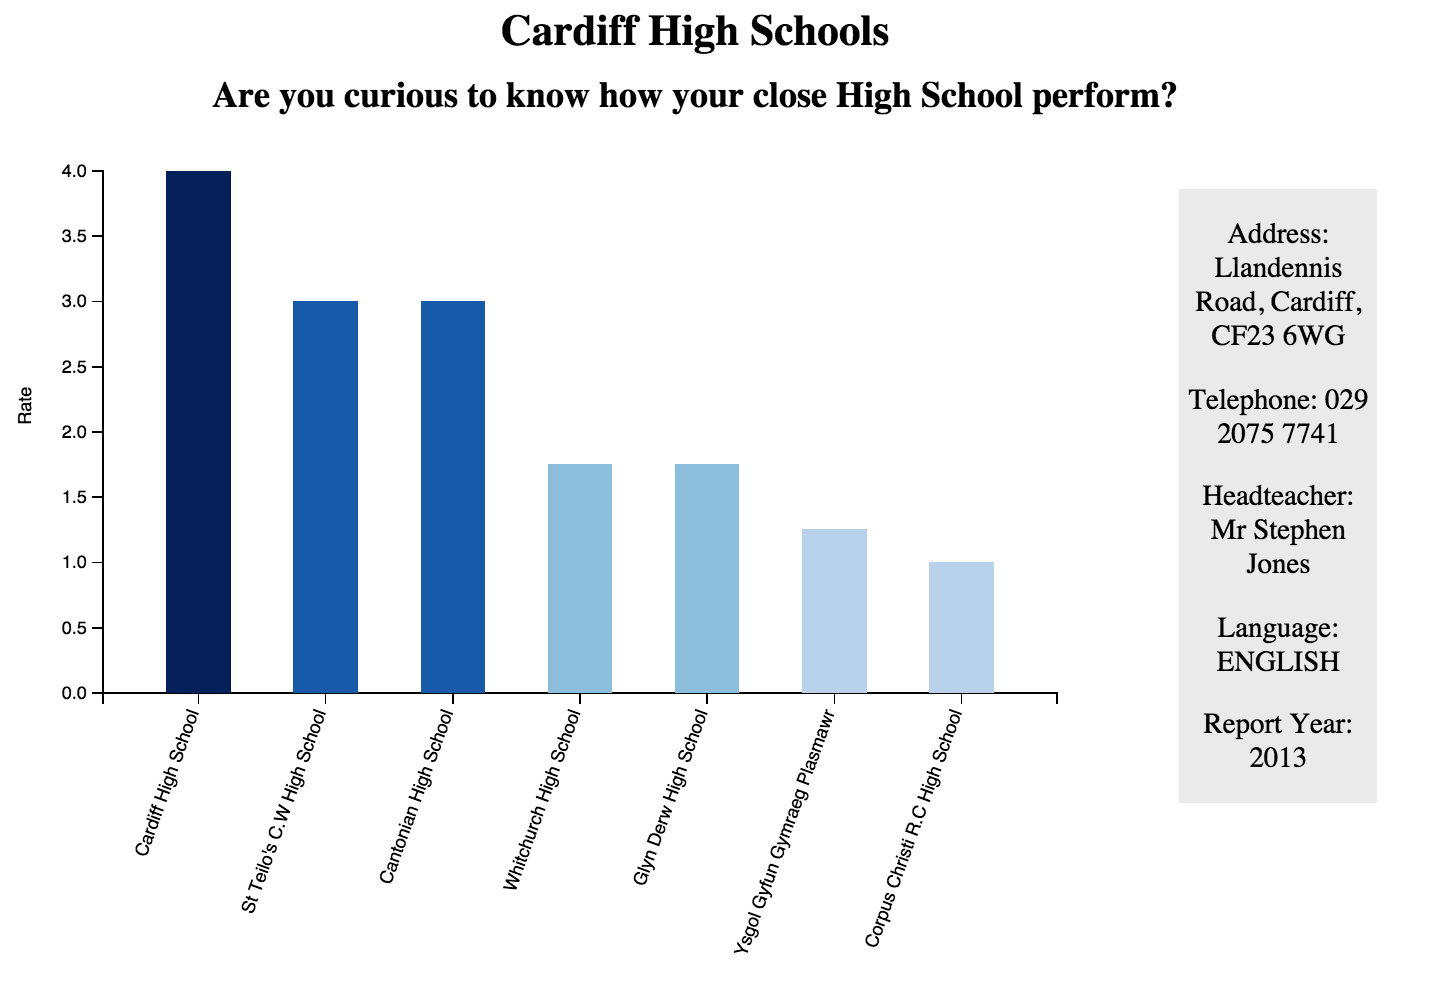 Cardiff High Schools
Are you curious to know how your close High School perform?
4.0
3.5
3.0
2.5
2.0
1.5
1.0
0.5
0.0
Rate
Cardiff High School
St Teilo's C.W High School
Cantonian High School
Whitchurch High School
Glyn Derw High School
Ysgol Gyfun Gymraeg Plasmawr
Corpus Christi R.C High School
Address:
Llandennis
Road, Cardiff,
CF23 6WG
Telephone: 029
2075 7741
Headteacher:
Mr Stephen
Jones
Language:
ENGLISH
Report Year:
2013